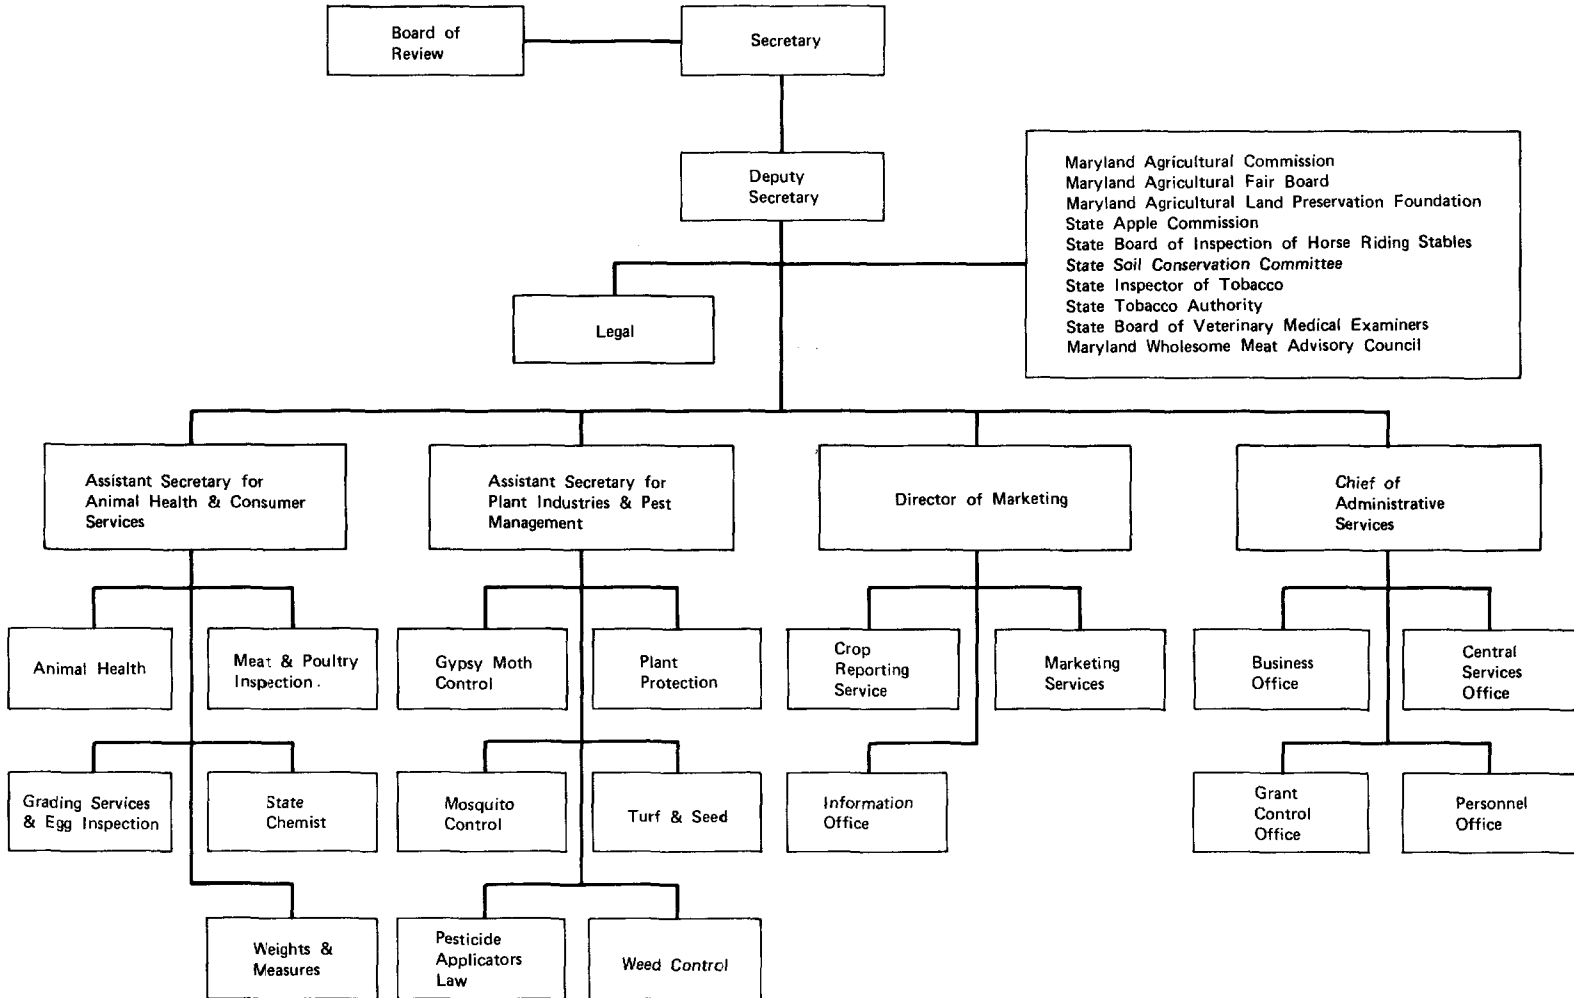 Board of
Review
Secretary
Deputy
Secretary
Maryland Agricultural Commission
Maryland Agricultural Fair Board
Maryland Agricultural Land Preservation Foundation
State Apple Commission
State Board of Inspection of Horse Riding Stables
State Soil Conservation Committee
State Inspector of Tobacco
State Tobacco Authority
State Board of Veterinary Medical Examiners
Maryland Wholesome Meat Advisory Council
Legal
Assistant Secretary for
Animal Health & Consumer
Services
Assistant Secretary for
Plant Industries & Pest
Management
Director of Marketing
Chief of
Administrative
Services
Animal Health
Meat & Poultry
Inspection.
Gypsy Moth
Control
Plant
Protection
Crop
Reporting
Service
Marketing
Services
Business
Office
Central
Services
Office
Grading Services
& Egg Inspection
State
Chemist
Mosquito
Control
Turf & Seed
Information
Office
Grant
Control
Office
Personnel
Office
Weights &
Measures
Pesticide
Applicators
Law
Weed Control